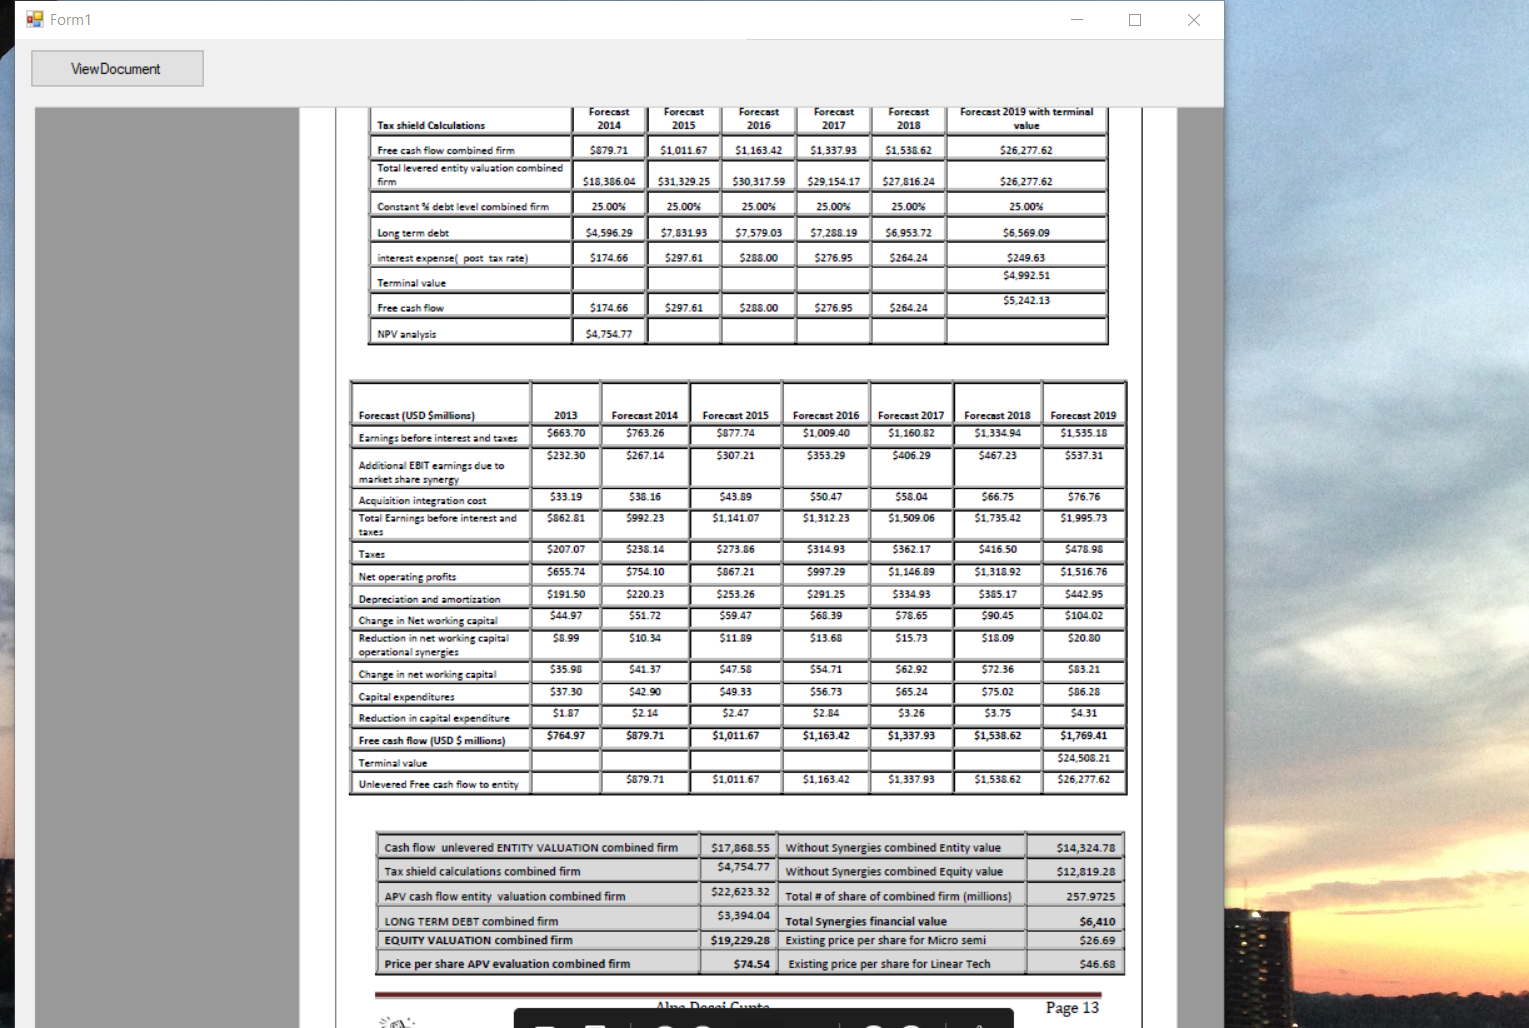 Form1
ViewDocument
Tax shield Calculations Forecast 2014 Forecast 2015 Forecast 2016 Forecast 2017 Forecast 2018 Forecast 2019 with terminal value
Free cash flow combined firm $879.71 $1,011.67 $1,163.42 $1,337.93 $1,538.62 $26,277.62
Total levered entity valuation combined firm $18,386.04 $31,329.25 $30,317.59 $29,154.17 $27,816.24 $26,277.62
Constant % debt level combined firm 25.00% 25.00% 25.00% 25.00% 25.00% 25.00%
Long term debt $4,596.29 $7,831.93 $7,579.03 $7,288.19 $6,953.72 $6,569.09
interest expense( post tax rate) $174.66 $297.61 $288.00 $276.95 $264.24 $249.63
Terminal value $4,992.51
Free cash flow $174.66 $297.61 $288.00 $276.95 $264.24 $5,242.13
NPV analysis $4,754.77
Forecast (USD $millions) 2013 Forecast 2014 Forecast 2015 Forecast 2016 Forecast 2017 Forecast 2018 Forecast 2019
Earnings before interest and taxes $663.70 $763.26 $877.74 $1,009.40 $1,160.82 $1,334.94 $1,535.18
Additional EBIT earnings due to market share synergy $232.30 $267.14 $307.21 $353.29 $406.29 $467.23 $537.31
Acquisition integration cost $33.19 $38.16 $43.89 $50.47 $58.04 $66.75 $76.76
Total Earnings before interest and taxes $862.81 $992.23 $1,141.07 $1,312.23 $1,509.06 $1,735.42 $1,995.73
Taxes $207.07 $238.14 $273.86 $314.93 $362.17 $416.50 $478.98
Net operating profits $655.74 $754.10 $867.21 $997.29 $1,146.89 $1,318.92 $1,516.76
Depreciation and amortization $191.50 $220.23 $253.26 $291.25 $334.93 $385.17 $442.95
Change in Net working capital $44.97 $51.72 $59.47 $68.39 $78.65 $90.45 $104.02
Reduction in net working capital operational synergies $8.99 $10.34 $11.89 $13.68 $15.73 $18.09 $20.80
Change in net working capital $35.98 $41.37 $47.58 $54.71 $62.92 $72.36 $83.21
Capital expenditures $37.30 $42.90 $49.33 $56.73 $65.24 $75.02 $86.28
Reduction in capital expenditure $1.87 $2.14 $2.47 $2.84 $3.26 $3.75 $4.31
Free cash flow (USD $ millions) $764.97 $879.71 $1,011.67 $1,163.42 $1,337.93 $1,538.62 $1,769.41
Terminal value $24,508.21
Unlevered Free cash flow to entity $879.71 $1,011.67 $1,163.42 $1,337.93 $1,538.62 $26,277.62
Cash flow unlevered ENTITY VALUATION combined firm $17,868.55 Without Synergies combined Entity value $14,324.78
Tax shield calculations combined firm $4,754.77 Without Synergies combined Equity value $12,819.28
APV cash flow entity valuation combined firm $22,623.32 Total # of share of combined firm (millions) 257.9725
LONG TERM DEBT combined firm $3,394.04 Total Synergies financial value $6,410
EQUITY VALUATION combined firm $19,229.28 Existing price per share for Micro semi $26.69
Price per share APV evaluation combined firm $74.54 Existing price per share for Linear Tech $46.68
Page 13